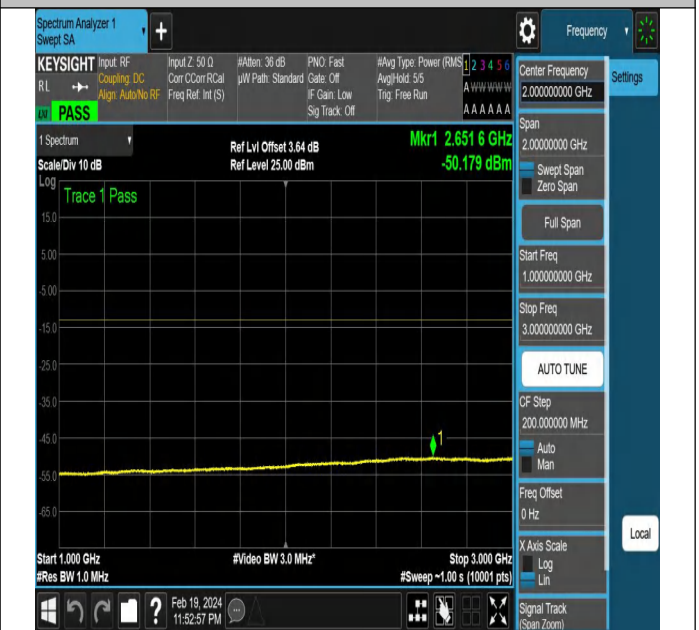 Spectrum Analyzer 1
Swept SA
+
Frequency
KEYSIGHT
RL
PASS
Input: RF
Coupling: DC
Align: Auto/No RF
Input Z: 50 Ω
Corr CCorr RCal
Freq Ref: Int (S)
#Atten: 36 dB
µW Path: Standard
PNO: Fast
Gate: Off
IF Gain: Low
Sig Track: Off
#Avg Type: Power (RMS
Avg|Hold: 5/5
Trig: Free Run
1 2 3 4 5 6
A W W W W W
A A A A A A
1 Spectrum
Scale/Div 10 dB
Ref Lvl Offset 3.64 dB
Ref Level 25.00 dBm
Mkr1 2.651 6 GHz
-50.179 dBm
Log
Trace 1 Pass
15.0
5.00
-5.00
-15.0
-25.0
-35.0
-45.0
-55.0
-65.0
1
Start 1.000 GHz
#Res BW 1.0 MHz
#Video BW 3.0 MHz*
Stop 3.000 GHz
#Sweep ~1.00 s (10001 pts)
Feb 19, 2024
11:52:57 PM
?
Center Frequency
2.000000000 GHz
Settings
Span
2.00000000 GHz
Swept Span
Zero Span
Full Span
Start Freq
1.000000000 GHz
Stop Freq
3.000000000 GHz
AUTO TUNE
CF Step
200.000000 MHz
Auto
Man
Freq Offset
0 Hz
X Axis Scale
Log
Lin
Signal Track
(Span Zoom)
Local